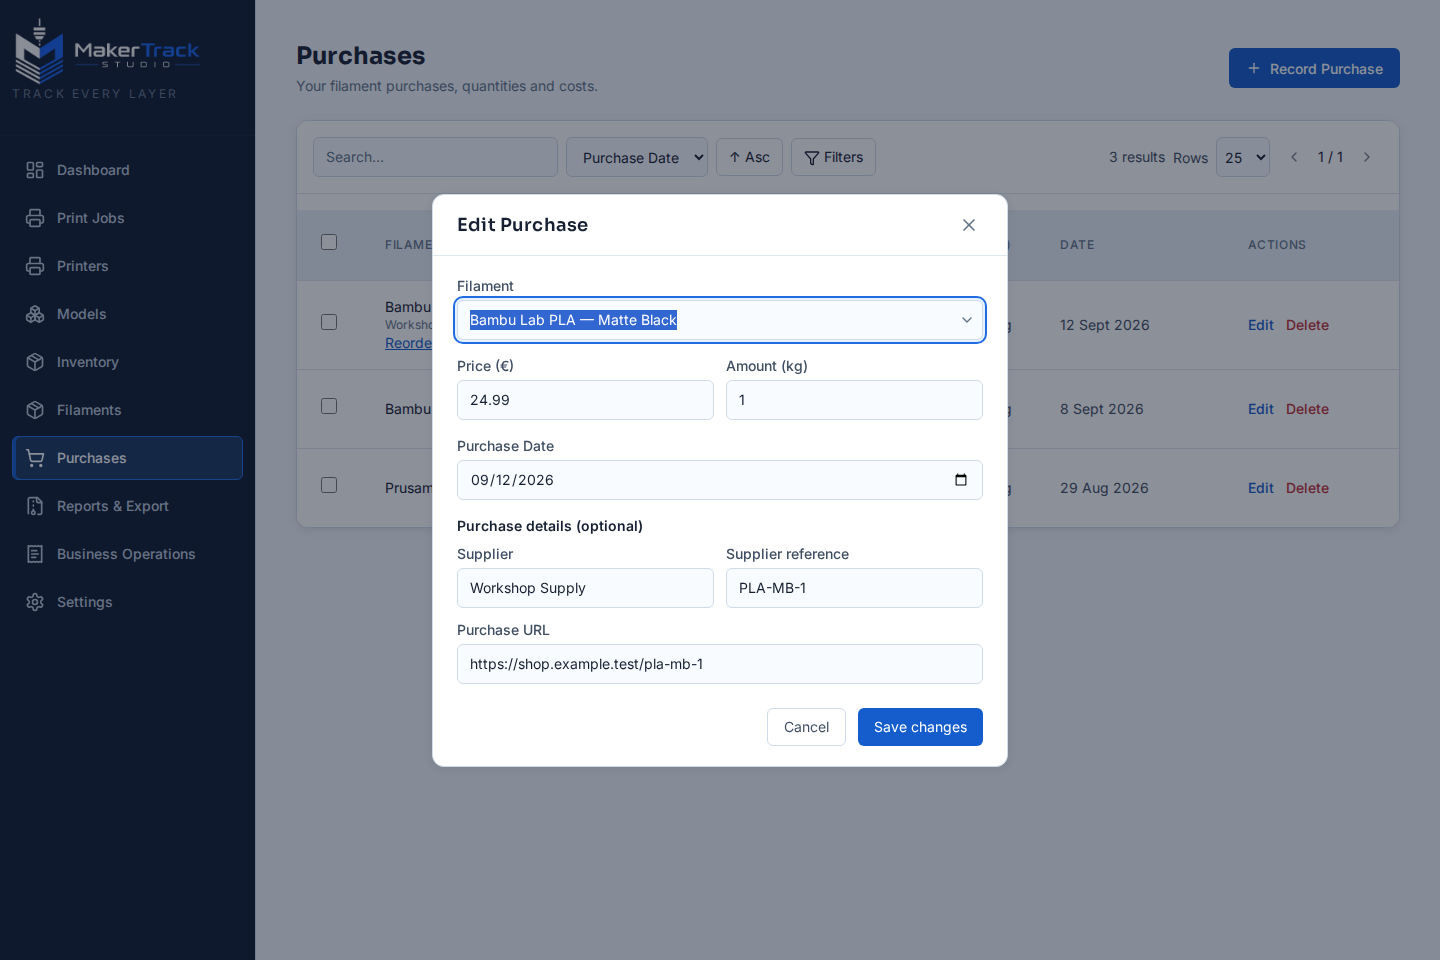 MakerTrack
STUDIO
TRACK EVERY LAYER
Dashboard
Print Jobs
Printers
Models
Inventory
Filaments
Purchases
Reports & Export
Business Operations
Settings
Purchases
Your filament purchases, quantities and costs.
Record Purchase
Search...
Purchase Date
↑ Asc
Filters
3 results
Rows
25
1 / 1
DATE
ACTIONS
Bambu
12 Sept 2026
Edit
Delete
Bambu
8 Sept 2026
Edit
Delete
29 Aug 2026
Edit
Delete
Edit Purchase
Filament
Bambu Lab PLA — Matte Black
Price (€)
Amount (kg)
24.99
1
Purchase Date
09/12/2026
Purchase details (optional)
Supplier
Supplier reference
Workshop Supply
PLA-MB-1
Purchase URL
https://shop.example.test/pla-mb-1
Cancel
Save changes